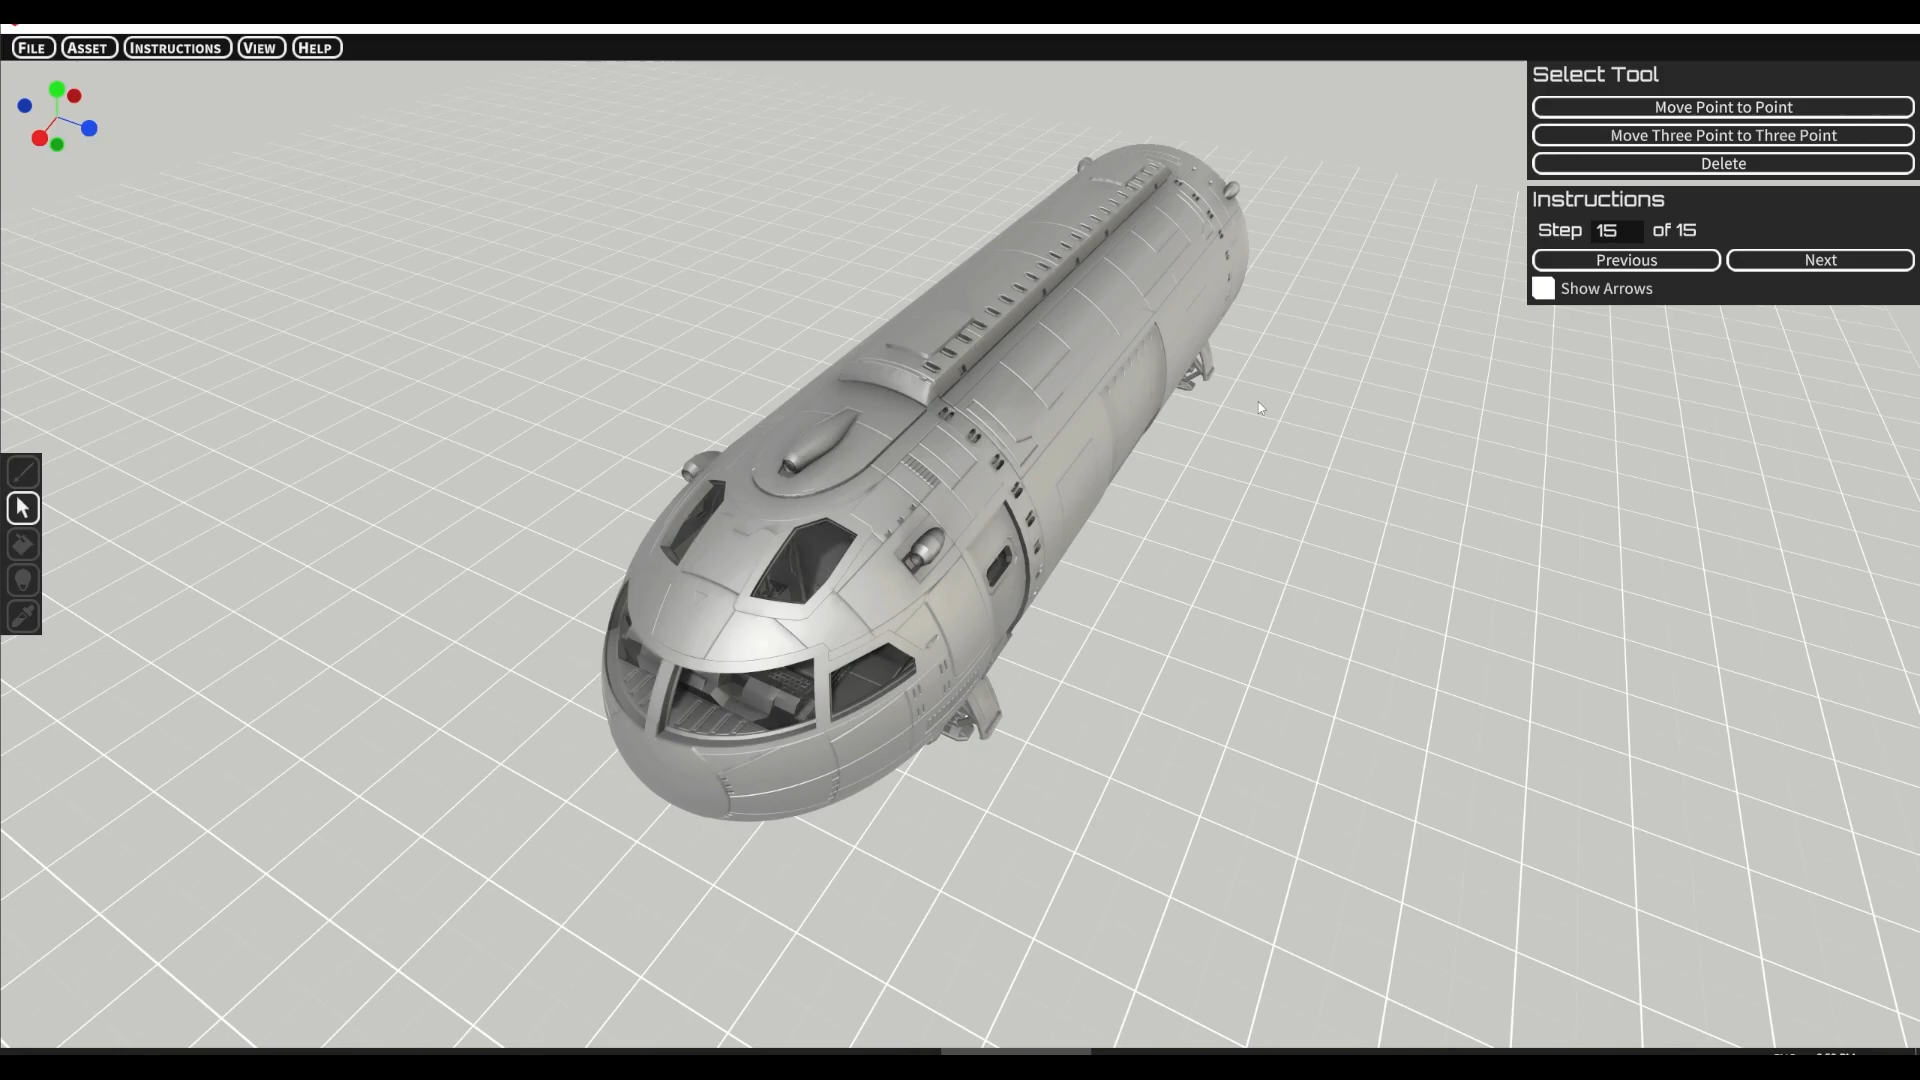 FILE ASSET INSTRUCTIONS VIEW HELP
Select Tool
Move Point to Point
Move Three Point to Three Point
Delete
Instructions
Step 15 of 15
Previous Next
Show Arrows